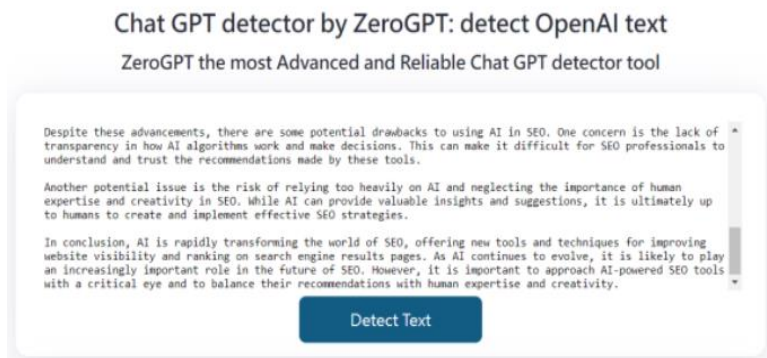 Chat GPT detector by ZeroGPT: detect OpenAI text
ZeroGPT the most Advanced and Reliable Chat GPT detector tool
Despite these advancements, there are some potential drawbacks to using AI in SEO. One concern is the lack of
transparency in how AI algorithms work and make decisions. This can make it difficult for SEO professionals to
understand and trust the recommendations made by these tools.
Another potential issue is the risk of relying too heavily on AI and neglecting the importance of human
expertise and creativity in SEO. While AI can provide valuable insights and suggestions, it is ultimately up
to humans to create and implement effective SEO strategies.
In conclusion, AI is rapidly transforming the world of SEO, offering new tools and techniques for improving
website visibility and ranking on search engine results pages. As AI continues to evolve, it is likely to play
an increasingly important role in the future of SEO. However, it is important to approach AI-powered SEO tools
with a critical eye and to balance their recommendations with human expertise and creativity.
Detect Text